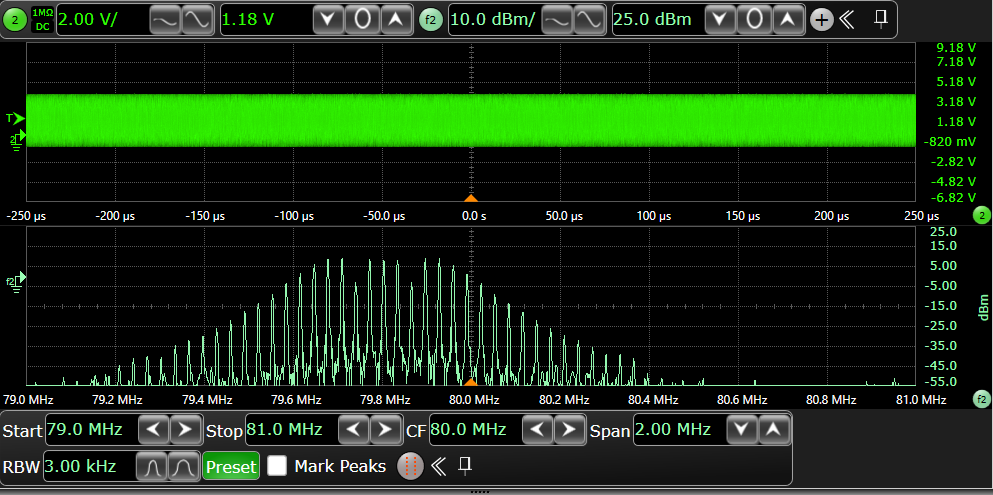 2 1MΩ DC 2.00 V/ 1.18 V f2 10.0 dBm/ 25.0 dBm
9.18 V
7.18 V
5.18 V
3.18 V
T 1.18 V
2 -820 mV
-2.82 V
-4.82 V
-6.82 V
-250 µs -200 µs -150 µs -100 µs -50.0 µs 0.0 s 50.0 µs 100 µs 150 µs 200 µs 250 µs 2
25.0
15.0
5.00
f2 -5.00
-15.0
dBm
-25.0
-35.0
-45.0
-55.0
79.0 MHz 79.2 MHz 79.4 MHz 79.6 MHz 79.8 MHz 80.0 MHz 80.2 MHz 80.4 MHz 80.6 MHz 80.8 MHz 81.0 MHz f2
Start 79.0 MHz Stop 81.0 MHz CF 80.0 MHz Span 2.00 MHz
RBW 3.00 kHz Preset Mark Peaks